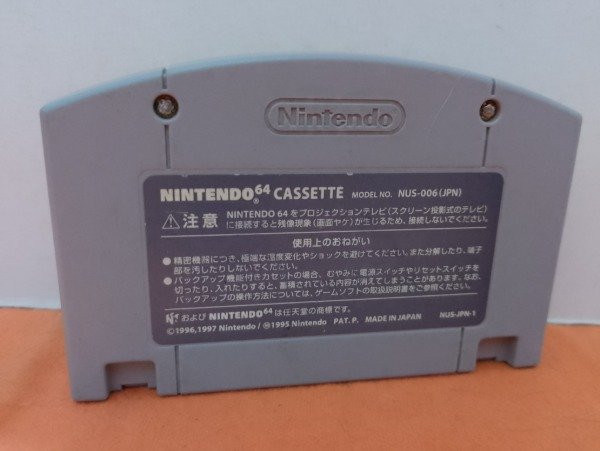 Nintendo
NINTENDO64® CASSETTE MODEL NO. NUS-006(JPN)
⚠注意 NINTENDO 64をプロジェクションテレビ(スクリーン投影式のテレビ)
に接続すると残像現象(画面ヤケ)が生じるため、接続しないでください。
使用上のおねがい
●精密機器につき、極端な温度変化やショックを避けてください。また分解したり、端子
部を汚したりしないでください。
●バックアップ機能付きカセットの場合、むやみに電源スイッチやリセットスイッチを
切ったり、入れたりすると、蓄積されている内容が消えてしまうことがあります。なお、
バックアップの操作方法については、ゲームソフトの取扱説明書をご参照ください。
および NINTENDO64は任天堂の商標です。
©1996,1997 Nintendo/Ⓟ1995 Nintendo PAT. P. MADE IN JAPAN NUS-JPN-1